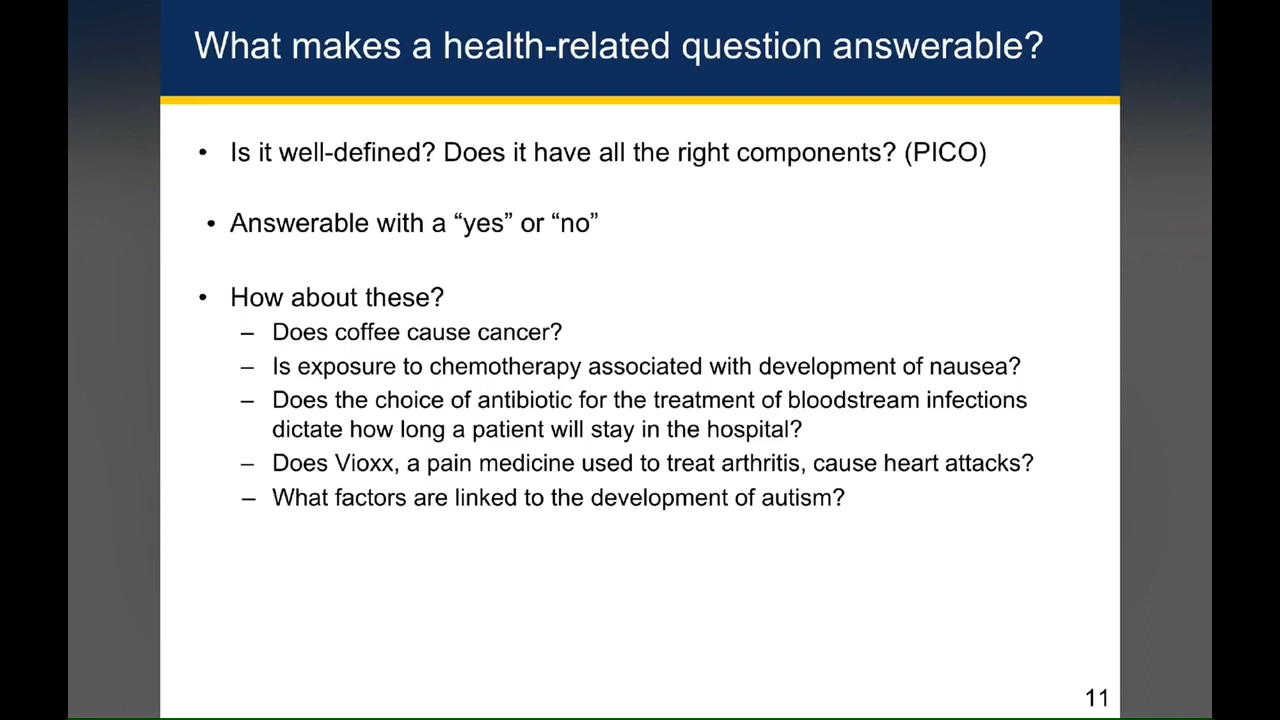 What makes a health-related question answerable?
• Is it well-defined? Does it have all the right components? (PICO)
• Answerable with a “yes” or “no”
• How about these?
– Does coffee cause cancer?
– Is exposure to chemotherapy associated with development of nausea?
– Does the choice of antibiotic for the treatment of bloodstream infections
dictate how long a patient will stay in the hospital?
– Does Vioxx, a pain medicine used to treat arthritis, cause heart attacks?
– What factors are linked to the development of autism?
11